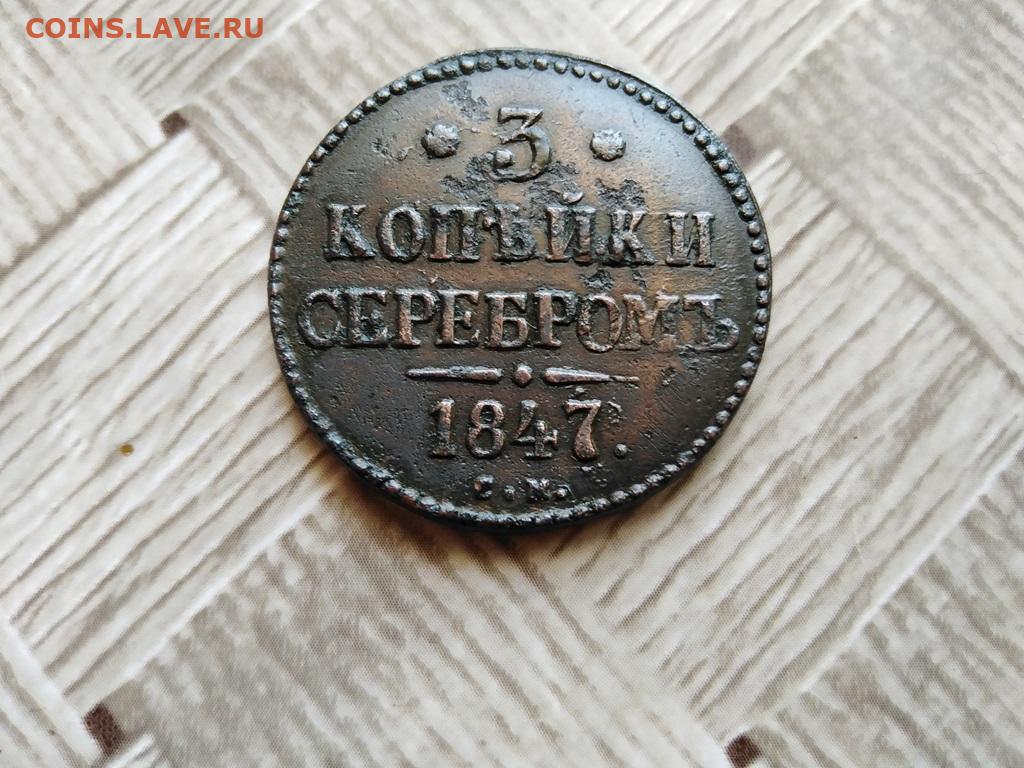 COINS.LAVE.RU
• 3 •
КОПѢЙКИ
СЕРЕБРОМЪ
1847.
С.М.